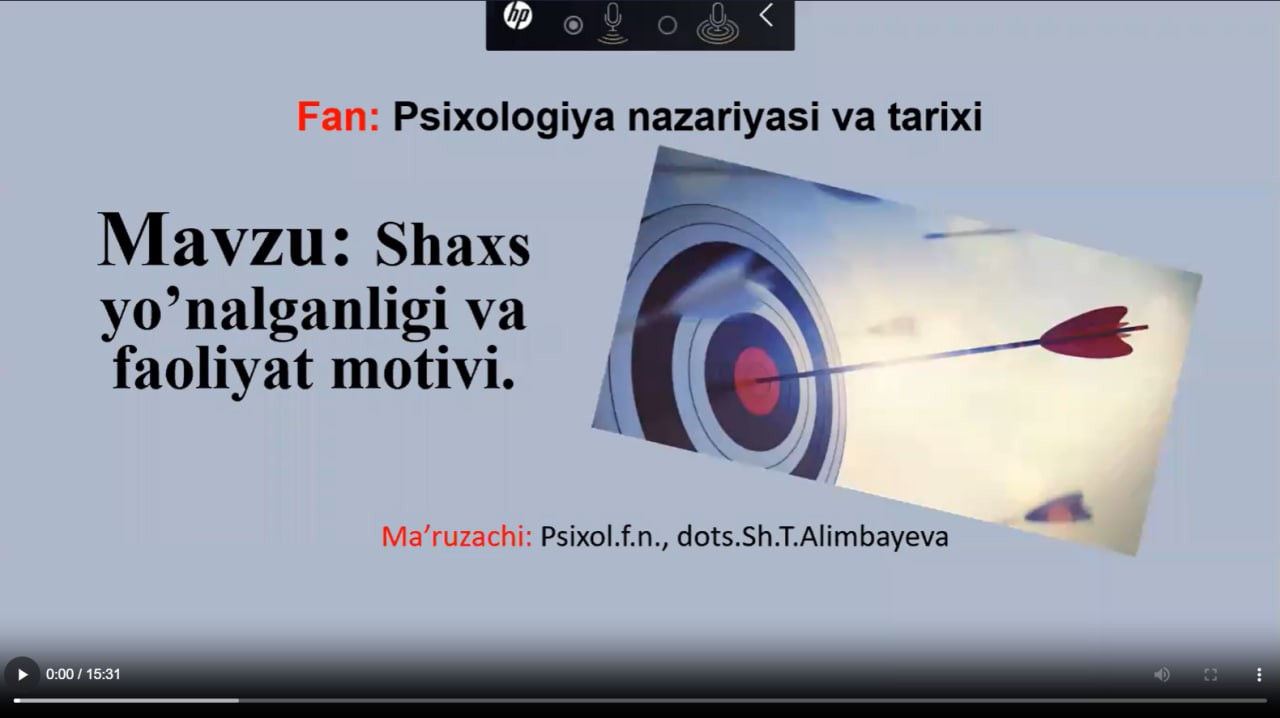 hp
Fan: Psixologiya nazariyasi va tarixi
Mavzu: Shaxs
yo’nalganligi va
faoliyat motivi.
Ma’ruzachi: Psixol.f.n., dots.Sh.T.Alimbayeva
0:00 / 15:31